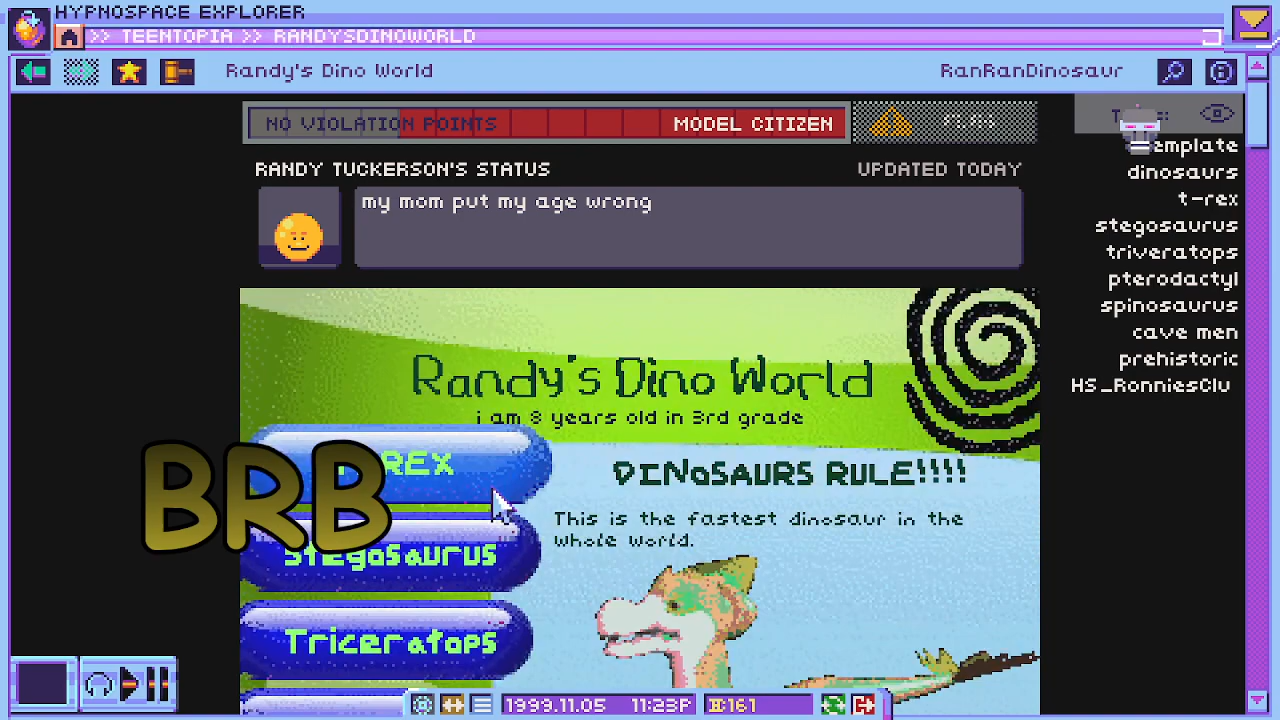 HYPNOSPACE EXPLORER
>> TEENTOPIA >> RANDYSDINOWORLD
Randy's Dino World
RanRanDinosaur
NO VIOLATION POINTS
MODEL CITIZEN
RANDY TUCKERSON'S STATUS
UPDATED TODAY
my mom put my age wrong
emplate
dinosaurs
t-rex
stegosaurus
triveratops
pterodactyl
spinosaurus
cave men
prehistoric
HS_RonniesClu
Randy's Dino World
i am 8 years old in 3rd grade
REX
Stegosaurus
Triceratops
BRB
DINOSAURS RULE!!!!
This is the fastest dinosaur in the
whole world.
1999.11.05 11:23P
161